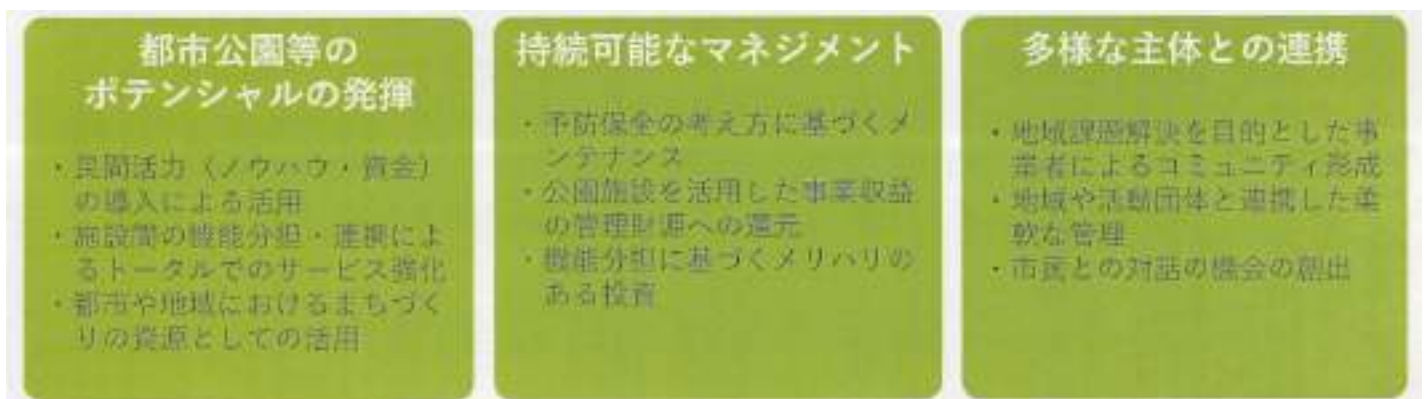 都市公園等の
ポテンシャルの発揮
・民間活力（ノウハウ・資金）
の導入による活用
・施設間の機能分担・連携によ
るトータルでのサービス強化
・都市や地域におけるまちづく
りの資源としての活用
持続可能なマネジメント
・予防保全の考え方に基づくメ
ンテナンス
・公園施設を活用した事業収益
の管理財源への還元
・機能分担に基づくメリハリの
ある投資
多様な主体との連携
・地域課題解決を目的とした事
業者によるコミュニティ形成
・地域や活動団体と連携した柔
軟な管理
・市民との対話の機会の創出